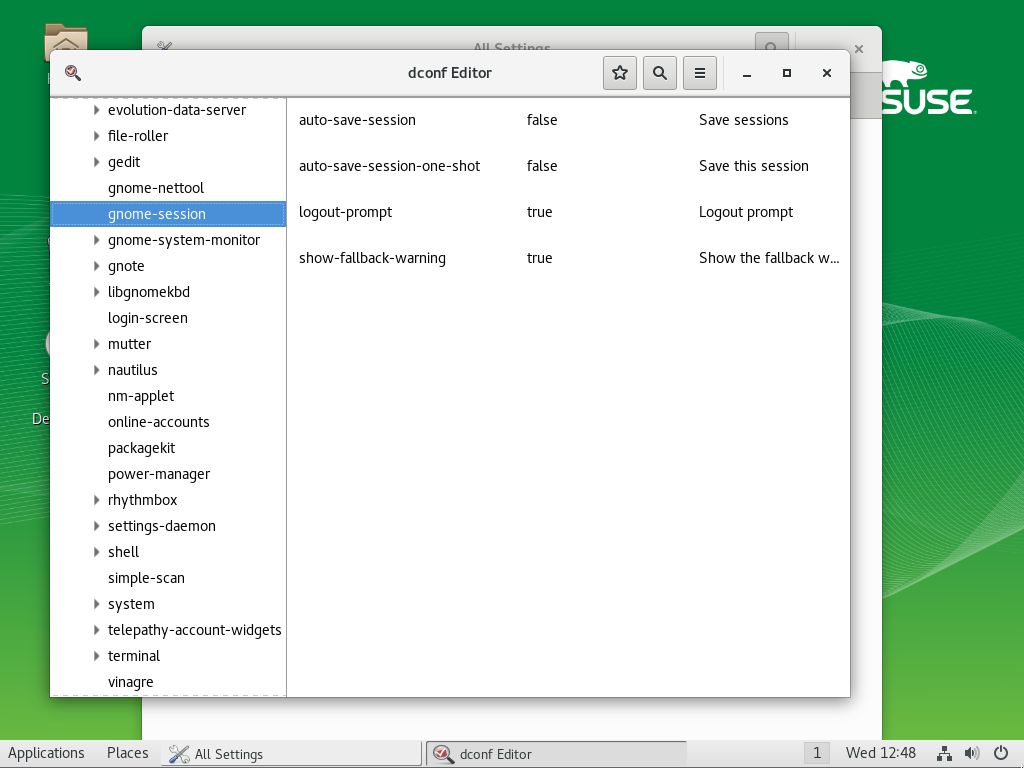 All Settings
SUSE
dconf Editor
evolution-data-server
file-roller
gedit
gnome-nettool
gnome-session
gnome-system-monitor
gnote
libgnomekbd
login-screen
mutter
nautilus
nm-applet
online-accounts
packagekit
power-manager
rhythmbox
settings-daemon
shell
simple-scan
system
telepathy-account-widgets
terminal
vinagre
auto-save-session false Save sessions
auto-save-session-one-shot false Save this session
logout-prompt true Logout prompt
show-fallback-warning true Show the fallback w...
Applications Places All Settings dconf Editor 1 Wed 12:48